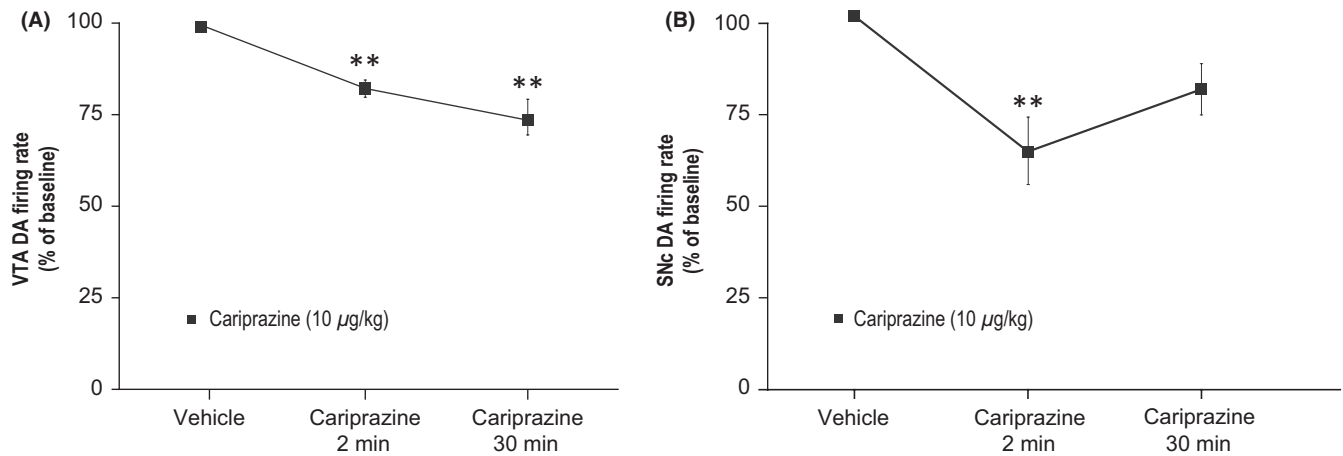 (A)
VTA DA firing rate
(% of baseline)
100
75
50
25
0
**
**
Cariprazine (10 µg/kg)
Vehicle
Cariprazine
2 min
Cariprazine
30 min
(B)
SNc DA firing rate
(% of baseline)
100
75
50
25
0
**
Cariprazine (10 µg/kg)
Vehicle
Cariprazine
2 min
Cariprazine
30 min